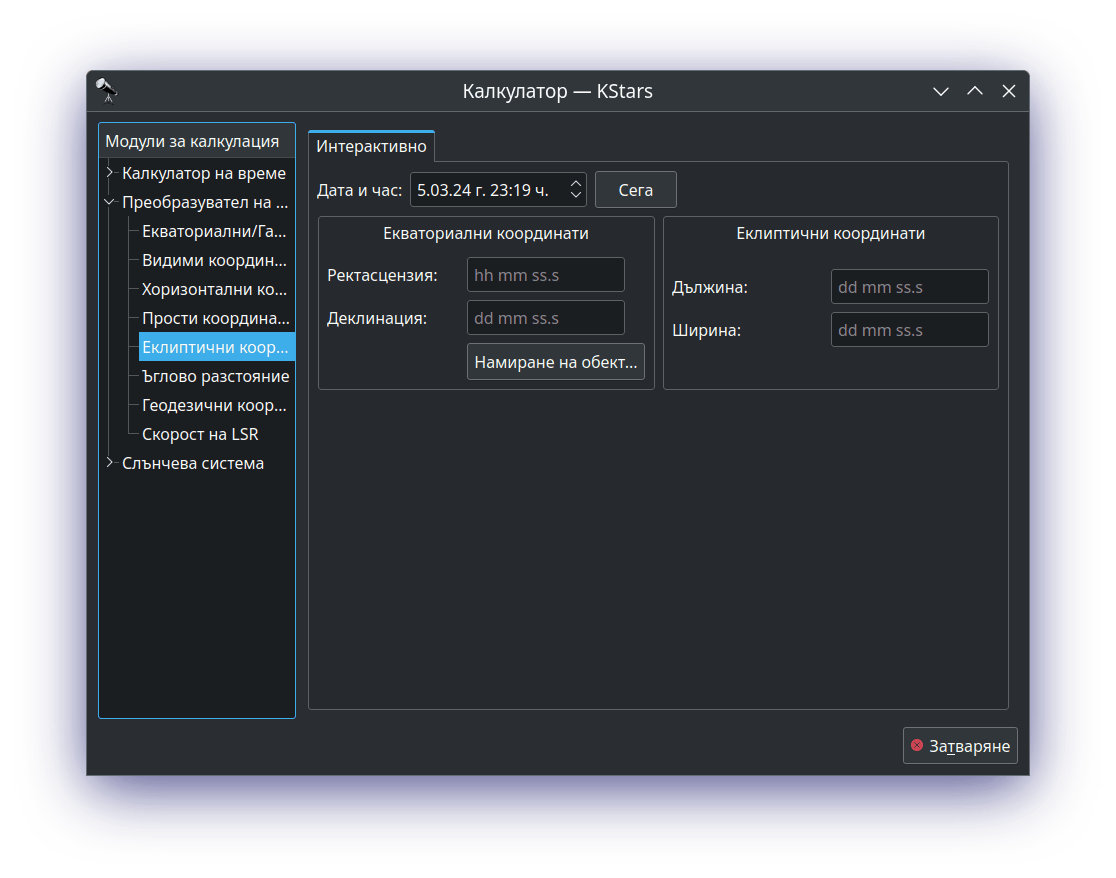 Калкулатор — KStars
Модули за калкулация
Калкулатор на време
Преобразувател на ...
Екваториални/Га...
Видими координ...
Хоризонтални ко...
Прости координа...
Еклиптични коор...
Ъглово разстояние
Геодезични коор...
Скорост на LSR
Слънчева система
Интерактивно
Дата и час: 5.03.24 г. 23:19 ч. Сега
Екваториални координати
Ректасцензия: hh mm ss.s
Деклинация: dd mm ss.s
Намиране на обект...
Еклиптични координати
Дължина: dd mm ss.s
Ширина: dd mm ss.s
Затваряне